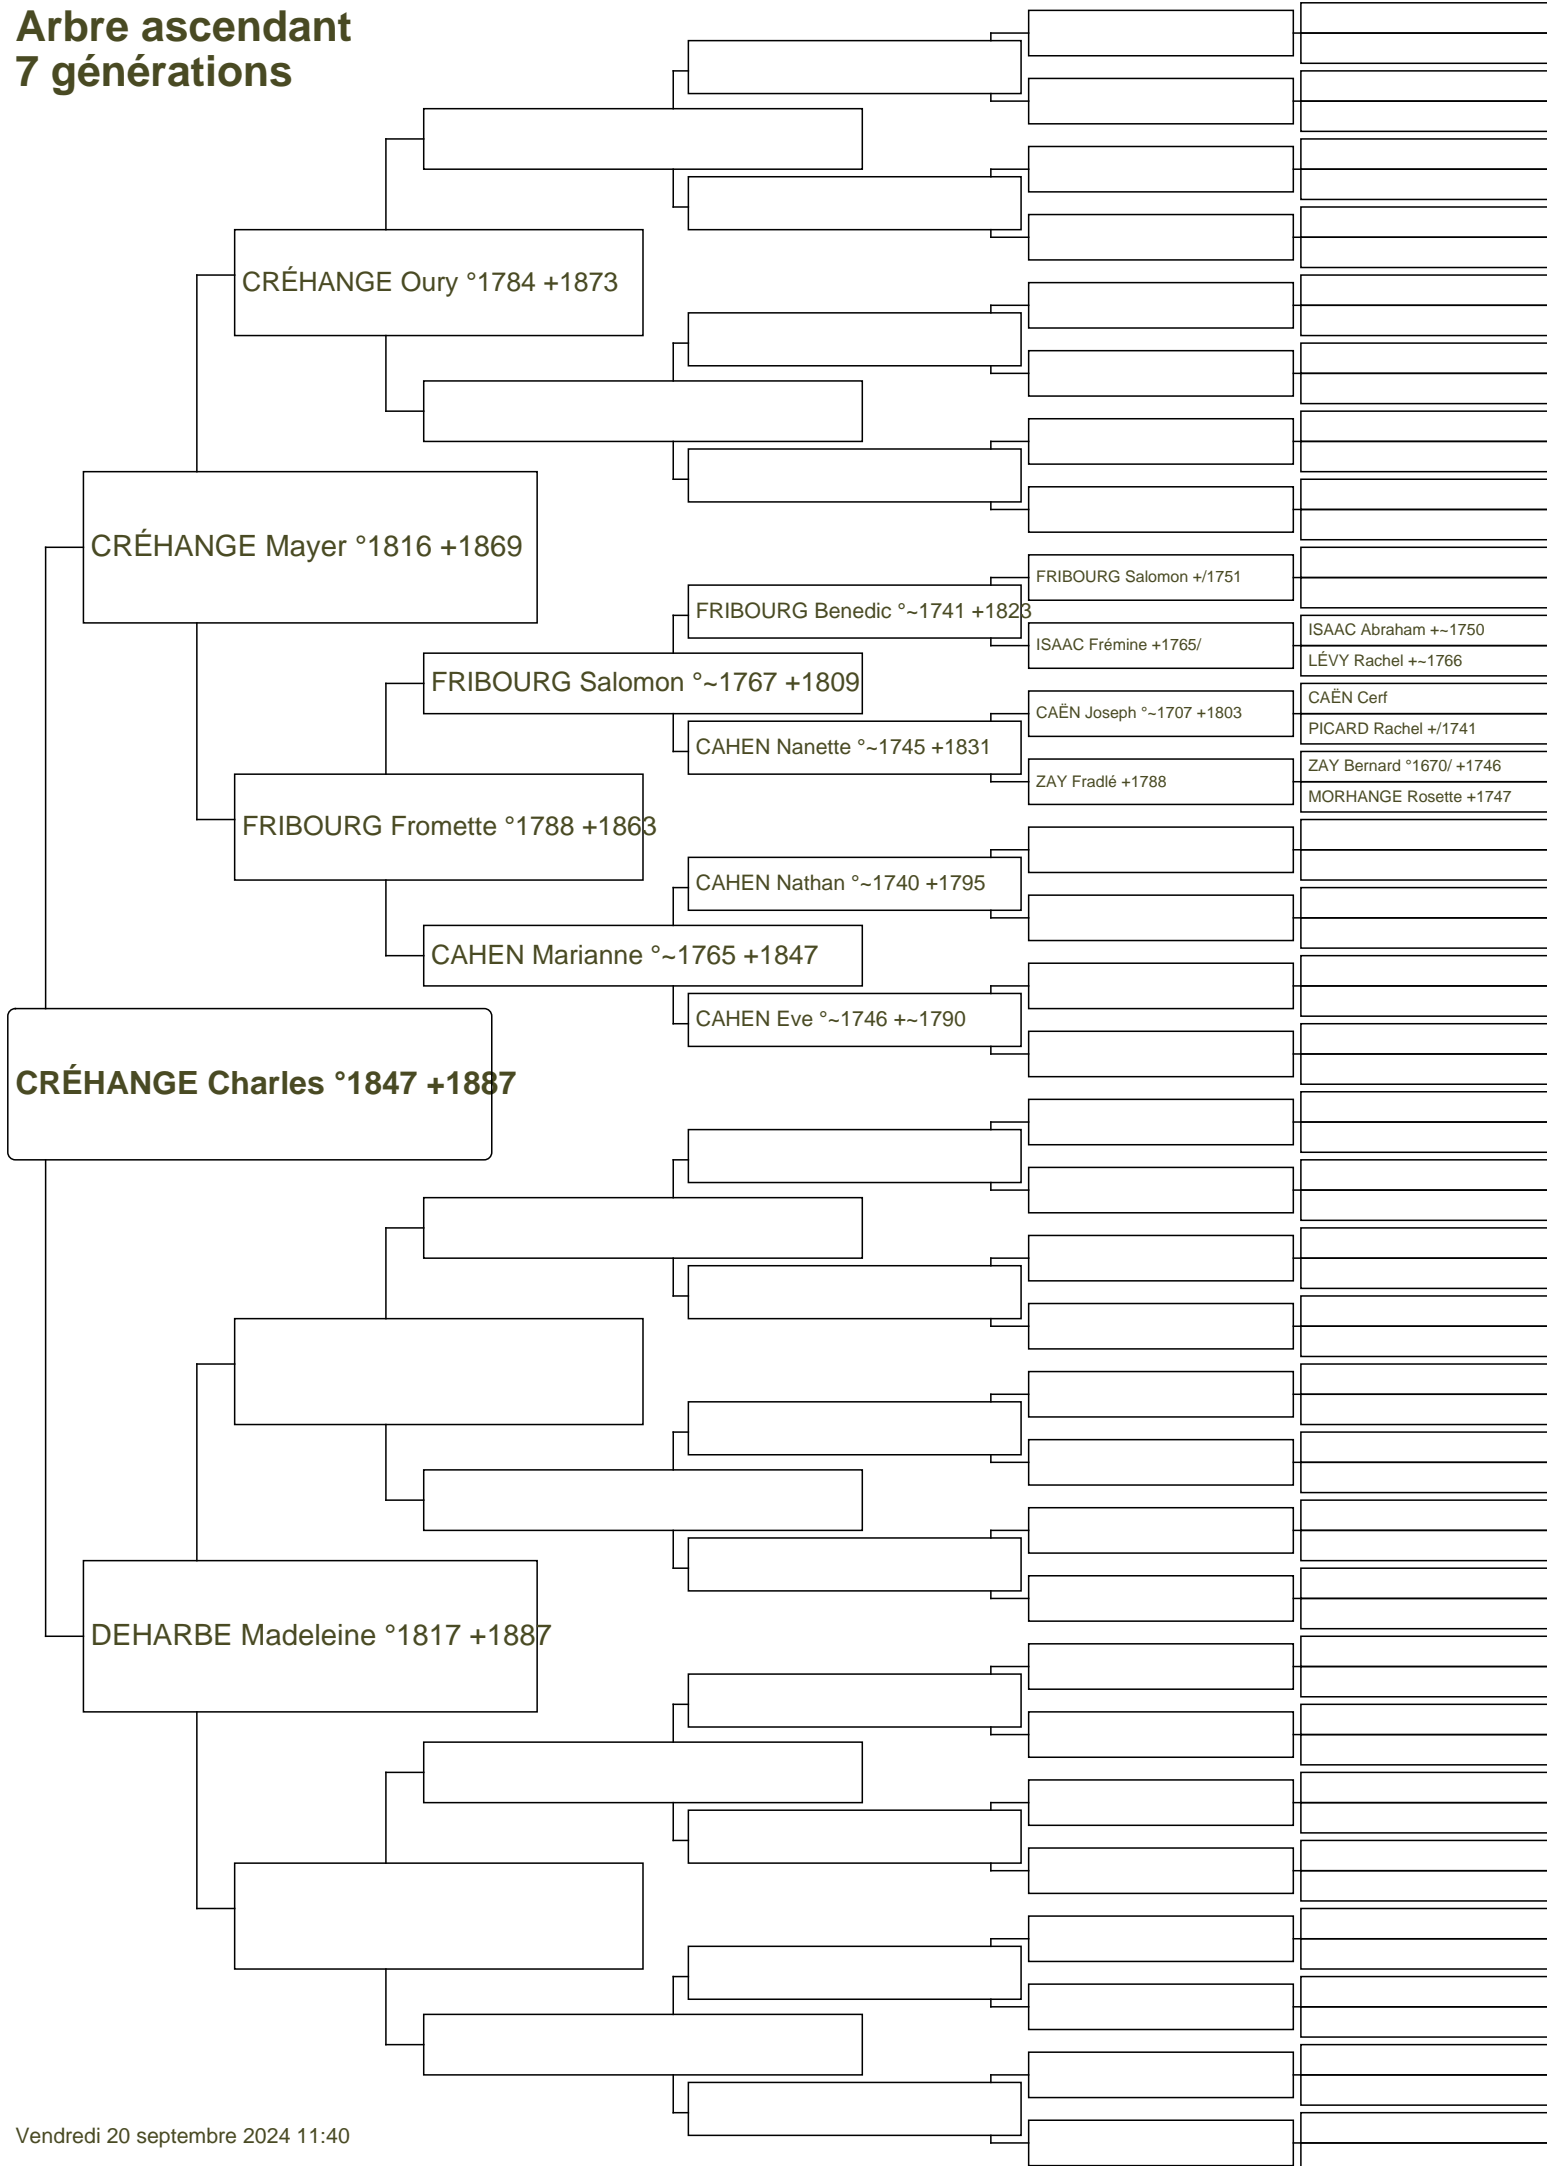 Arbre ascendant
7 générations
CRÉHANGE Oury °1784 +1873
CRÉHANGE Mayer °1816 +1869
FRIBOURG Salomon +/1751
FRIBOURG Benedic °~1741 +1823
ISAAC Abraham +~1750
ISAAC Frémine +1765/
LÉVY Rachel +~1766
FRIBOURG Salomon °~1767 +1809
CAËN Cerf
CAËN Joseph °~1707 +1803
PICARD Rachel +/1741
CAHEN Nanette °~1745 +1831
ZAY Bernard °1670/ +1746
ZAY Fradlé +1788
MORHANGE Rosette +1747
FRIBOURG Fromette °1788 +1863
CAHEN Nathan °~1740 +1795
CAHEN Marianne °~1765 +1847
CAHEN Eve °~1746 +~1790
CRÉHANGE Charles °1847 +1887
DEHARBE Madeleine °1817 +1887
Vendredi 20 septembre 2024 11:40